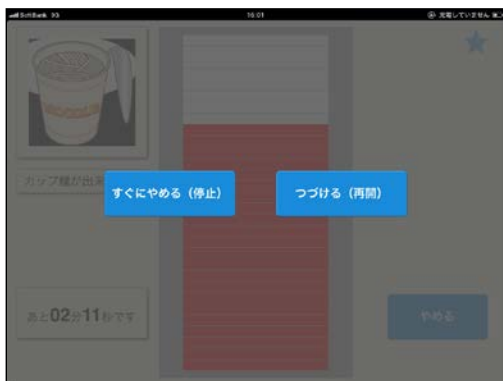 SoftBank 3G 16:01 充電していません
カップ麺が出来
すぐにやめる（停止） つづける（再開）
あと02分11秒です
やめる